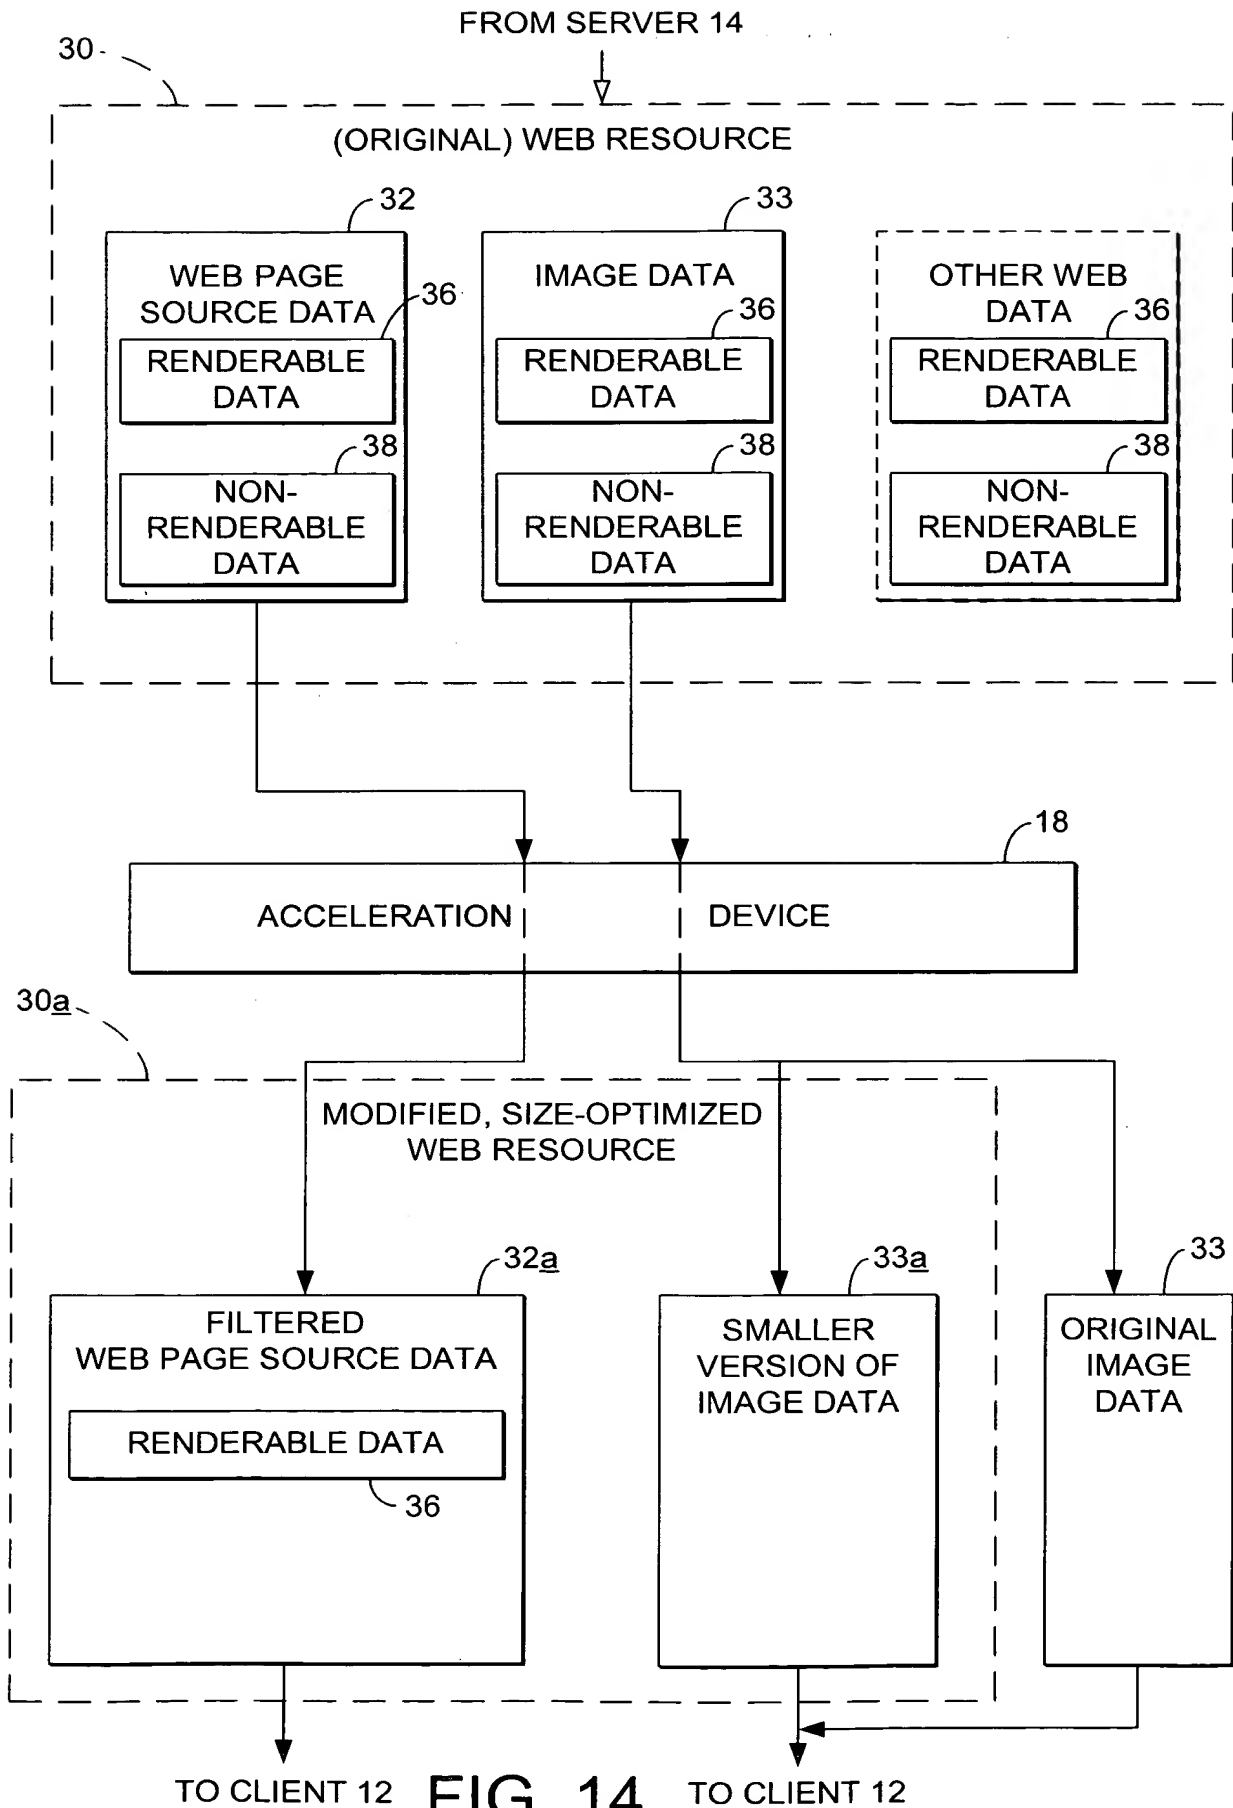 FROM SERVER 14
30
(ORIGINAL) WEB RESOURCE
32
WEB PAGE
SOURCE DATA
36
RENDERABLE
DATA
38
NON-
RENDERABLE
DATA
33
IMAGE DATA
36
RENDERABLE
DATA
38
NON-
RENDERABLE
DATA
OTHER WEB
DATA
36
RENDERABLE
DATA
38
NON-
RENDERABLE
DATA
18
ACCELERATION DEVICE
30a
MODIFIED, SIZE-OPTIMIZED
WEB RESOURCE
32a
FILTERED
WEB PAGE SOURCE DATA
RENDERABLE DATA
36
33a
SMALLER
VERSION OF
IMAGE DATA
33
ORIGINAL
IMAGE
DATA
TO CLIENT 12
FIG. 14
TO CLIENT 12